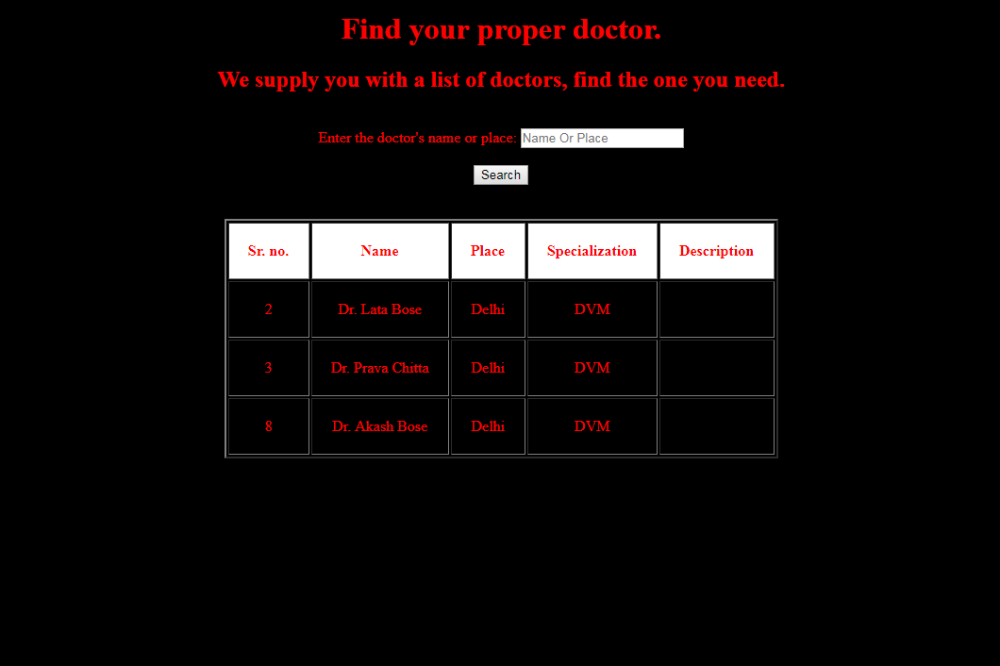 Find your proper doctor.
We supply you with a list of doctors, find the one you need.
Enter the doctor's name or place: Name Or Place
Search
Sr. no. Name Place Specialization Description
2 Dr. Lata Bose Delhi DVM
3 Dr. Prava Chitta Delhi DVM
8 Dr. Akash Bose Delhi DVM